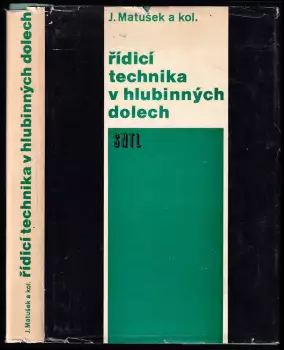 J. Matušek a kol.
řídicí
technika
v hlubinných
dolech
SNTL
J. Matušek a kol. řídicí technika v hlubinných dolech